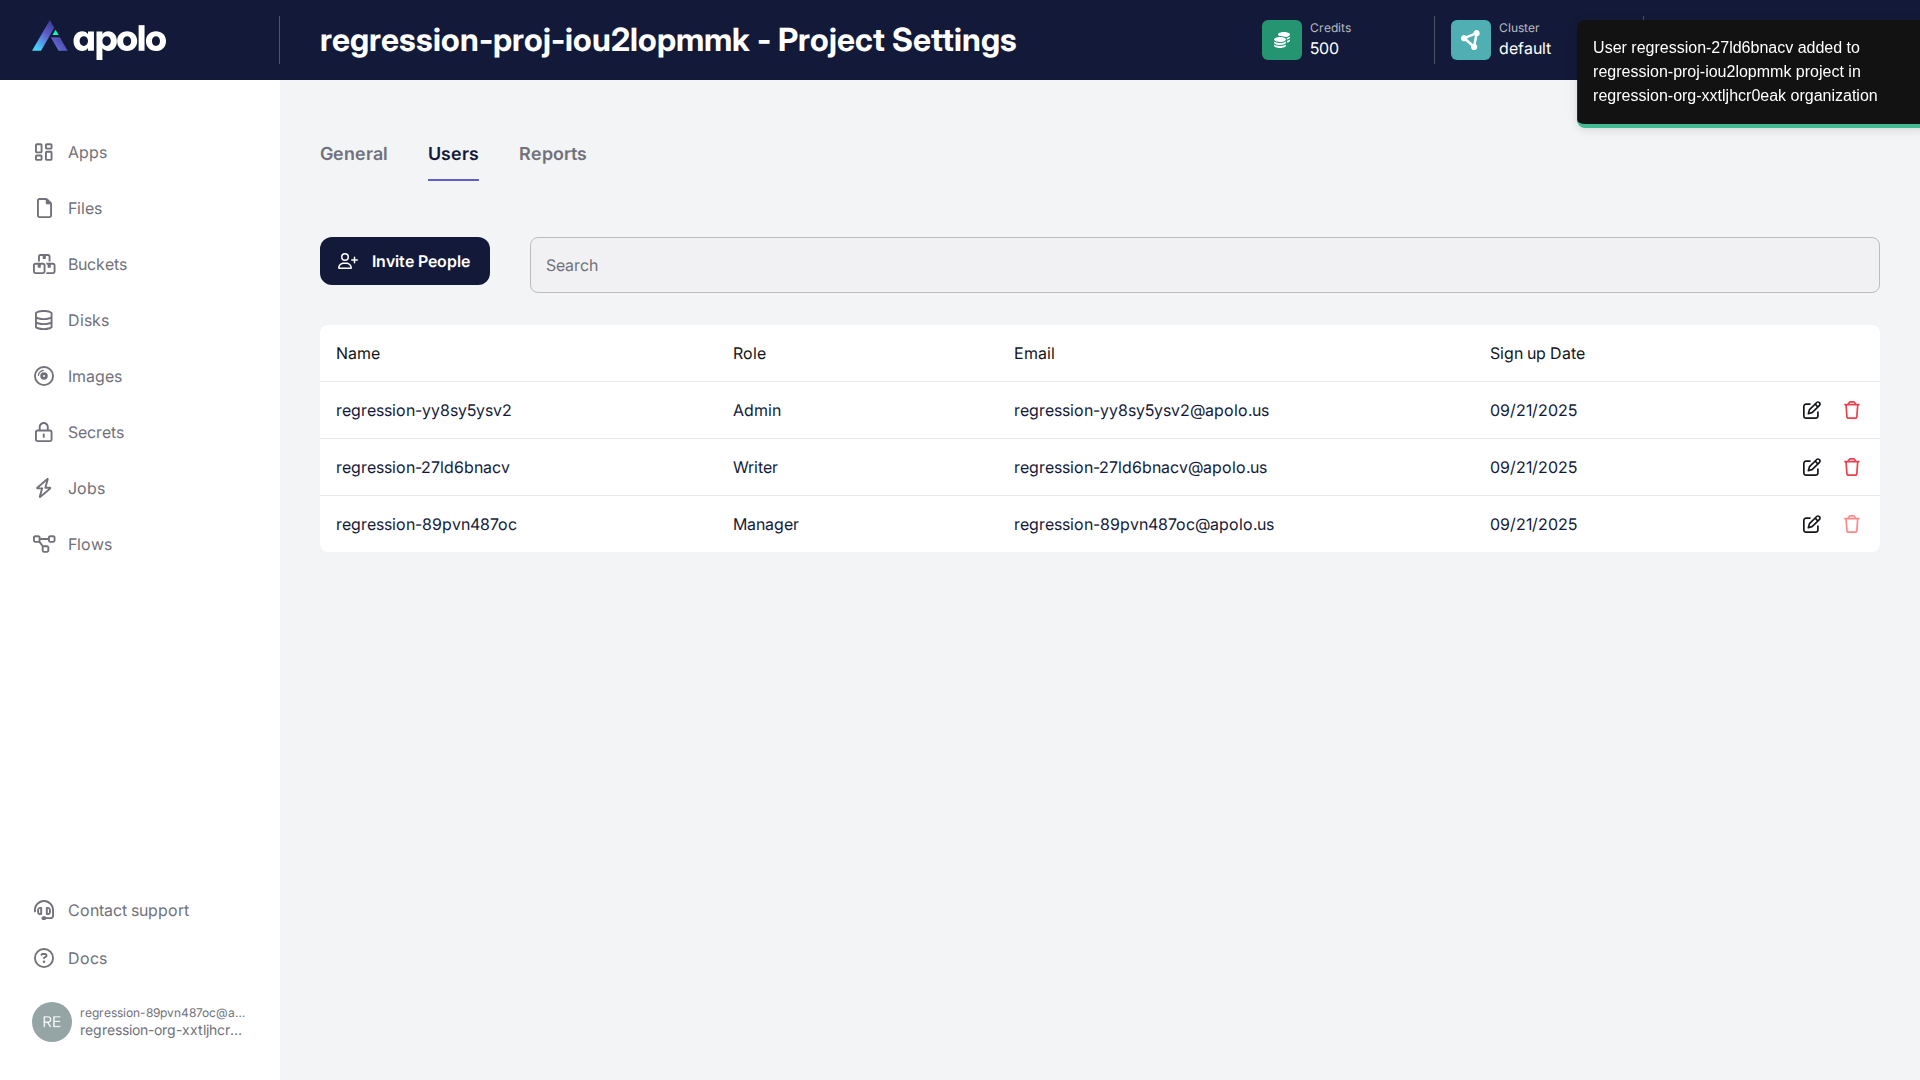 apolo
regression-proj-iou2lopmmk - Project Settings
Credits
500
Cluster
default
User regression-27ld6bnacv added to
regression-proj-iou2lopmmk project in
regression-org-xxtljhcr0eak organization
Apps
Files
Buckets
Disks
Images
Secrets
Jobs
Flows
General Users Reports
Invite People
Search
Name Role Email Sign up Date
regression-yy8sy5ysv2 Admin regression-yy8sy5ysv2@apolo.us 09/21/2025
regression-27ld6bnacv Writer regression-27ld6bnacv@apolo.us 09/21/2025
regression-89pvn487oc Manager regression-89pvn487oc@apolo.us 09/21/2025
Contact support
Docs
RE
regression-89pvn487oc@a...
regression-org-xxtljhcr...